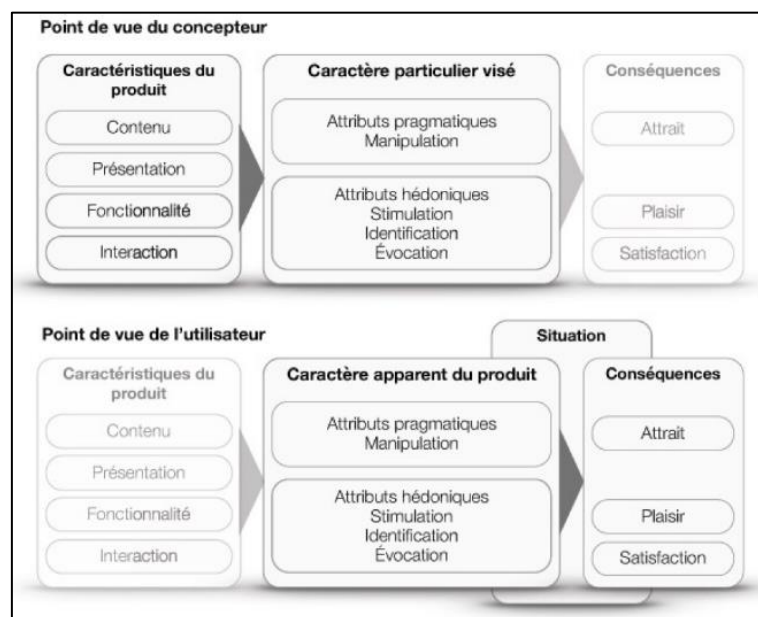 Point de vue du concepteur
Caractéristiques du
produit
Contenu
Présentation
Fonctionnalité
Interaction
Caractère particulier visé
Attributs pragmatiques
Manipulation
Attributs hédoniques
Stimulation
Identification
Évocation
Conséquences
Attrait
Plaisir
Satisfaction
Point de vue de l'utilisateur
Caractéristiques du
produit
Contenu
Présentation
Fonctionnalité
Interaction
Caractère apparent du produit
Attributs pragmatiques
Manipulation
Attributs hédoniques
Stimulation
Identification
Évocation
Situation
Conséquences
Attrait
Plaisir
Satisfaction